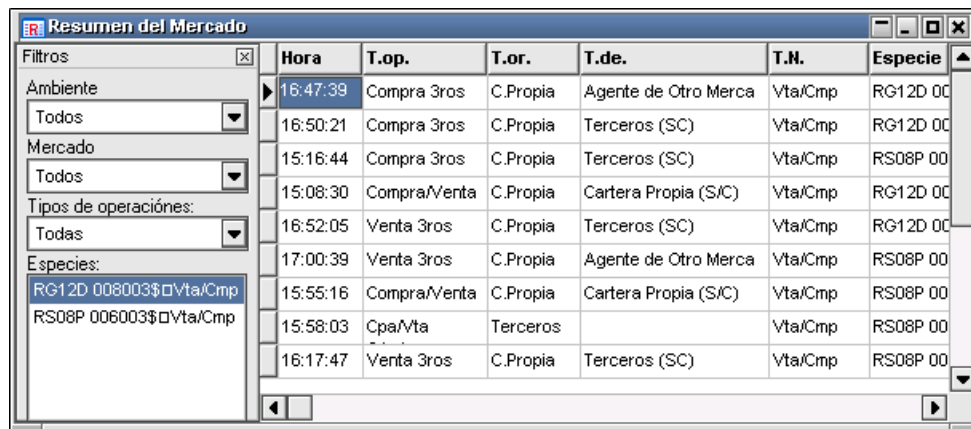 Resumen del Mercado
Filtros
Ambiente
Todos
Mercado
Todos
Tipos de operaciónes:
Todas
Especies:
RG12D 008003$□Vta/Cmp
RS08P 006003$□Vta/Cmp
Hora T.op. T.or. T.de. T.N. Especie
16:47:39 Compra 3ros C.Propia Agente de Otro Merca Vta/Cmp RG12D 00
16:50:21 Compra 3ros C.Propia Terceros (SC) Vta/Cmp RG12D 00
15:16:44 Compra 3ros C.Propia Terceros (SC) Vta/Cmp RS08P 00
15:08:30 Compra/Venta C.Propia Cartera Propia (S/C) Vta/Cmp RG12D 00
16:52:05 Venta 3ros C.Propia Terceros (SC) Vta/Cmp RG12D 00
17:00:39 Venta 3ros C.Propia Agente de Otro Merca Vta/Cmp RS08P 00
15:55:16 Compra/Venta C.Propia Cartera Propia (S/C) Vta/Cmp RS08P 00
15:58:03 Cpa/Vta Terceros Vta/Cmp RS08P 00
16:17:47 Venta 3ros C.Propia Terceros (SC) Vta/Cmp RS08P 00